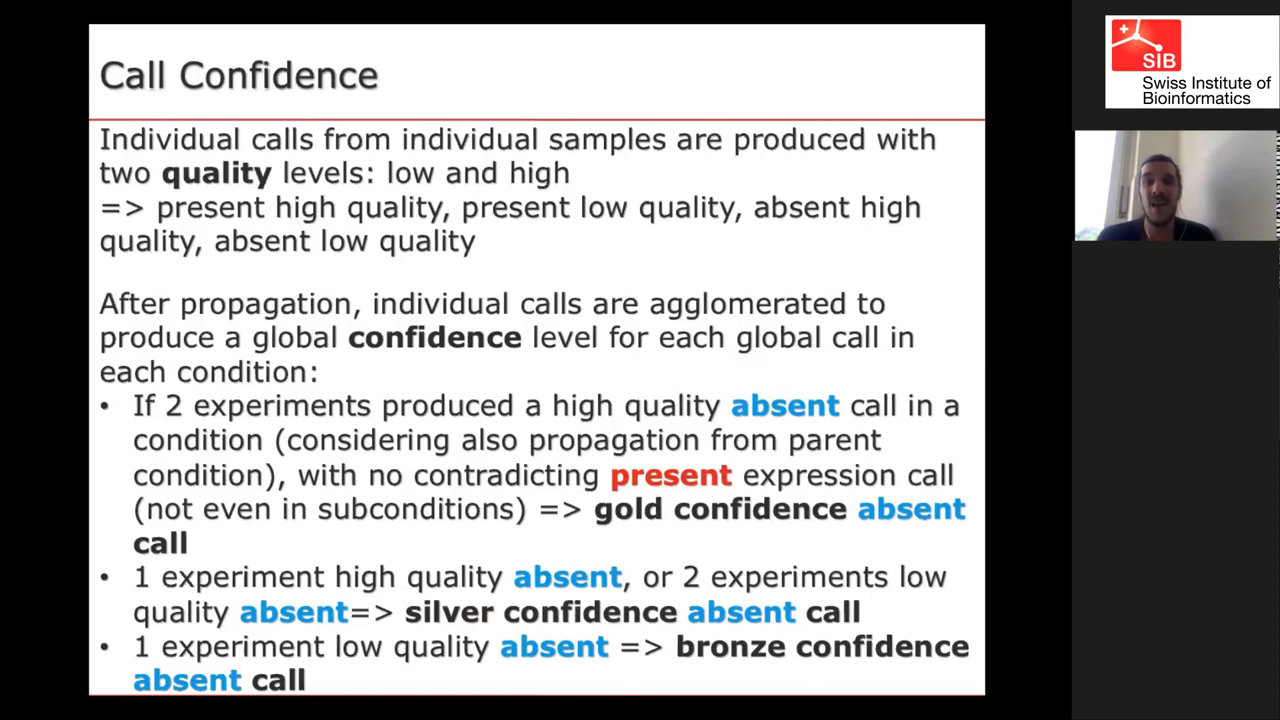 Call Confidence
Individual calls from individual samples are produced with
two quality levels: low and high
=> present high quality, present low quality, absent high
quality, absent low quality
After propagation, individual calls are agglomerated to
produce a global confidence level for each global call in
each condition:
• If 2 experiments produced a high quality absent call in a
condition (considering also propagation from parent
condition), with no contradicting present expression call
(not even in subconditions) => gold confidence absent
call
• 1 experiment high quality absent, or 2 experiments low
quality absent=> silver confidence absent call
• 1 experiment low quality absent => bronze confidence
absent call
SIB
Swiss Institute of
Bioinformatics